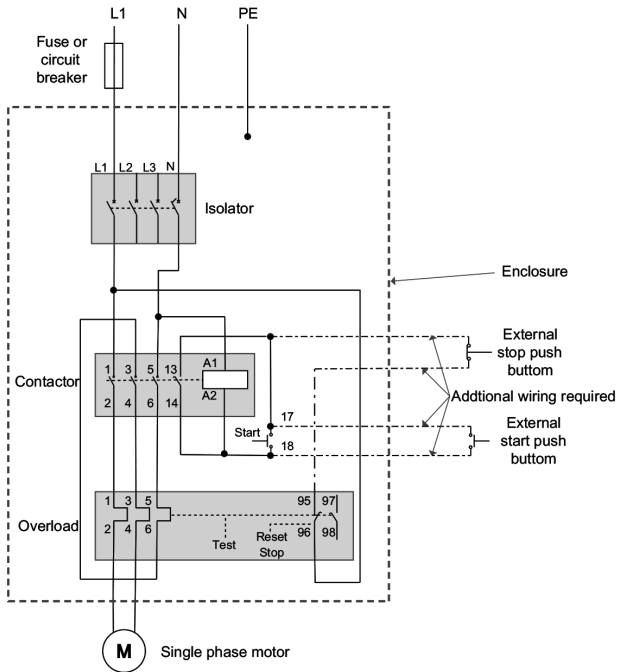 L1 N PE
Fuse or
circuit
breaker
L1 L2 L3 N
Isolator
Enclosure
External
stop push
buttom
Addtional wiring required
Contactor
1 3 5 13 A1
2 4 6 14 A2
17
Start
18
External
start push
buttom
Overload
1 3 5 95 97
2 4 6 96 98
Test
Reset
Stop
M
Single phase motor